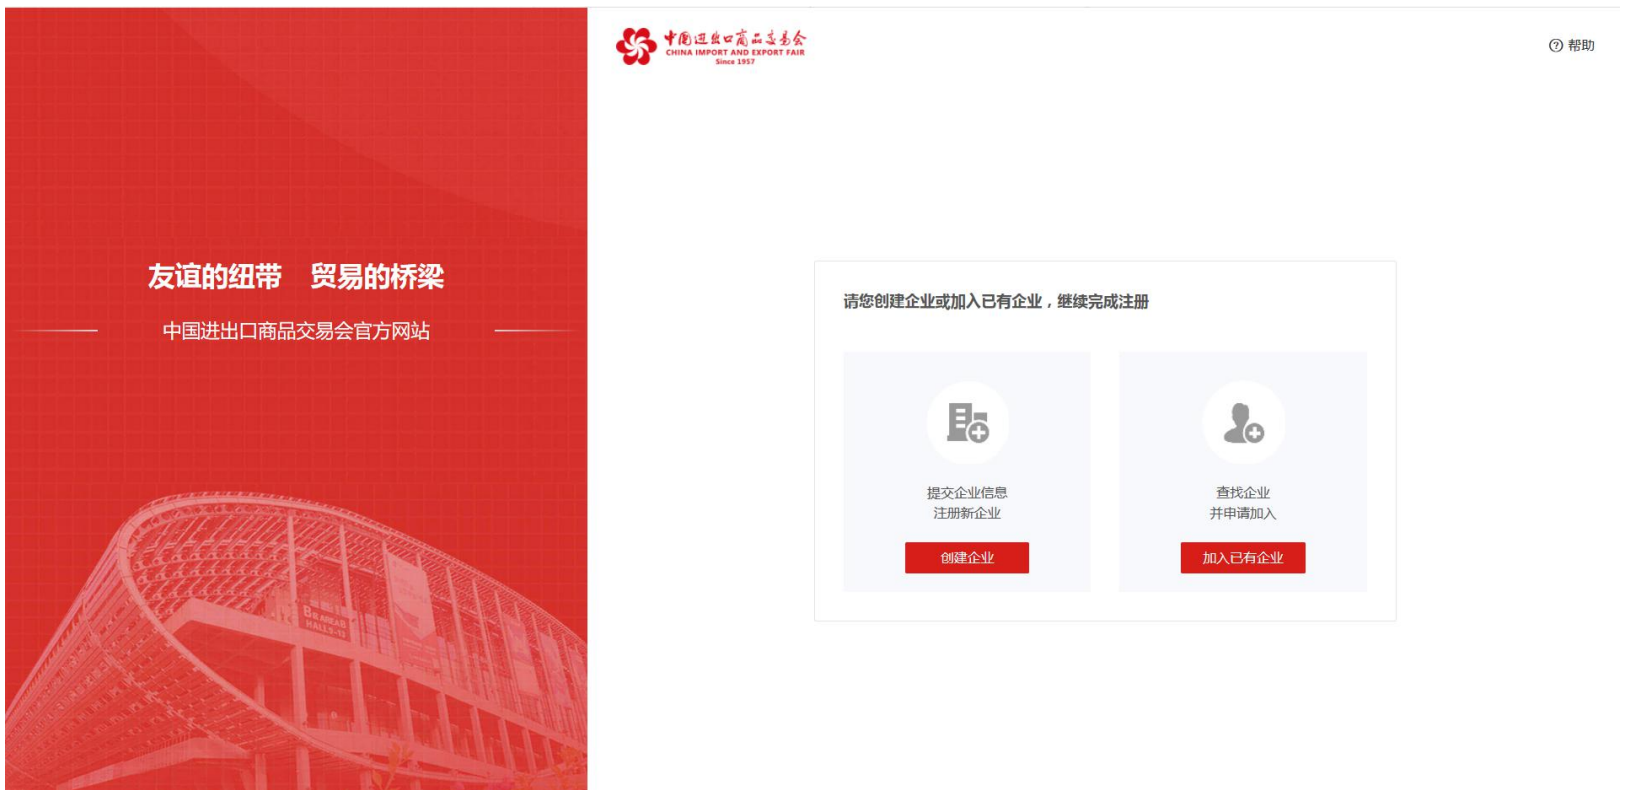 中国进出口商品交易会
CHINA IMPORT AND EXPORT FAIR
Since 1957
帮助
友谊的纽带 贸易的桥梁
中国进出口商品交易会官方网站
请您创建企业或加入已有企业，继续完成注册
提交企业信息
注册新企业
创建企业
查找企业
并申请加入
加入已有企业